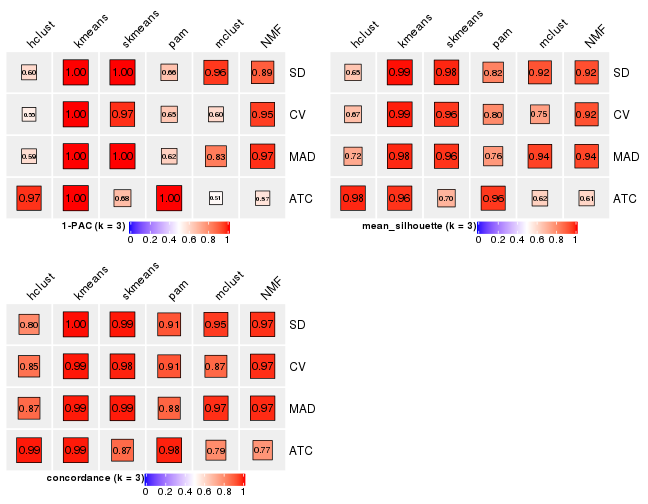 hclust kmeans skmeans pam mclust NMF
0.60 1.00 1.00 0.66 0.96 0.89 SD
0.55 1.00 0.97 0.65 0.60 0.95 CV
0.59 1.00 1.00 0.62 0.83 0.97 MAD
0.97 1.00 0.68 1.00 0.51 0.57 ATC
1-PAC (k = 3)
0 0.2 0.4 0.6 0.8 1
hclust kmeans skmeans pam mclust NMF
0.65 0.99 0.98 0.82 0.92 0.92 SD
0.67 0.99 0.96 0.80 0.75 0.92 CV
0.72 0.98 0.96 0.76 0.94 0.94 MAD
0.98 0.96 0.70 0.96 0.62 0.61 ATC
mean_silhouette (k = 3)
0 0.2 0.4 0.6 0.8 1
hclust kmeans skmeans pam mclust NMF
0.80 1.00 0.99 0.91 0.95 0.97 SD
0.85 0.99 0.98 0.91 0.87 0.97 CV
0.87 0.99 0.99 0.88 0.97 0.97 MAD
0.99 0.99 0.87 0.98 0.79 0.77 ATC
concordance (k = 3)
0 0.2 0.4 0.6 0.8 1